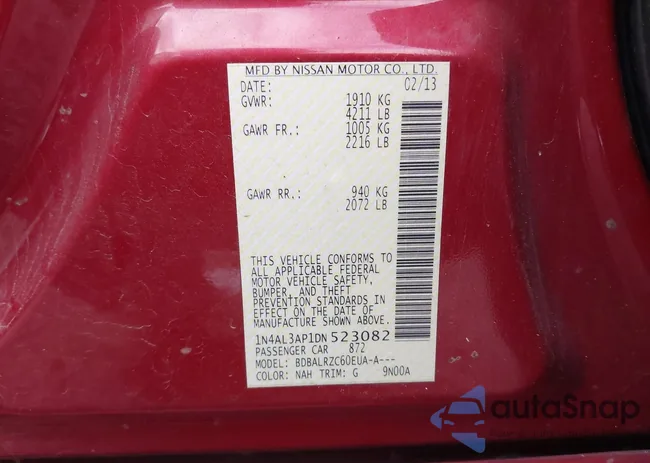 MFD BY NISSAN MOTOR CO., LTD.
DATE: 02/13
GVWR: 1910 KG
4211 LB
GAWR FR.: 1005 KG
2216 LB
GAWR RR.: 940 KG
2072 LB
THIS VEHICLE CONFORMS TO
ALL APPLICABLE FEDERAL
MOTOR VEHICLE SAFETY,
BUMPER, AND THEFT
PREVENTION STANDARDS IN
EFFECT ON THE DATE OF
MANUFACTURE SHOWN ABOVE.
1N4AL3AP1DN523082
PASSENGER CAR 872
MODEL: BDBALRZC60EUA-A---
COLOR: NAH TRIM: G 9N00A
autaSnap